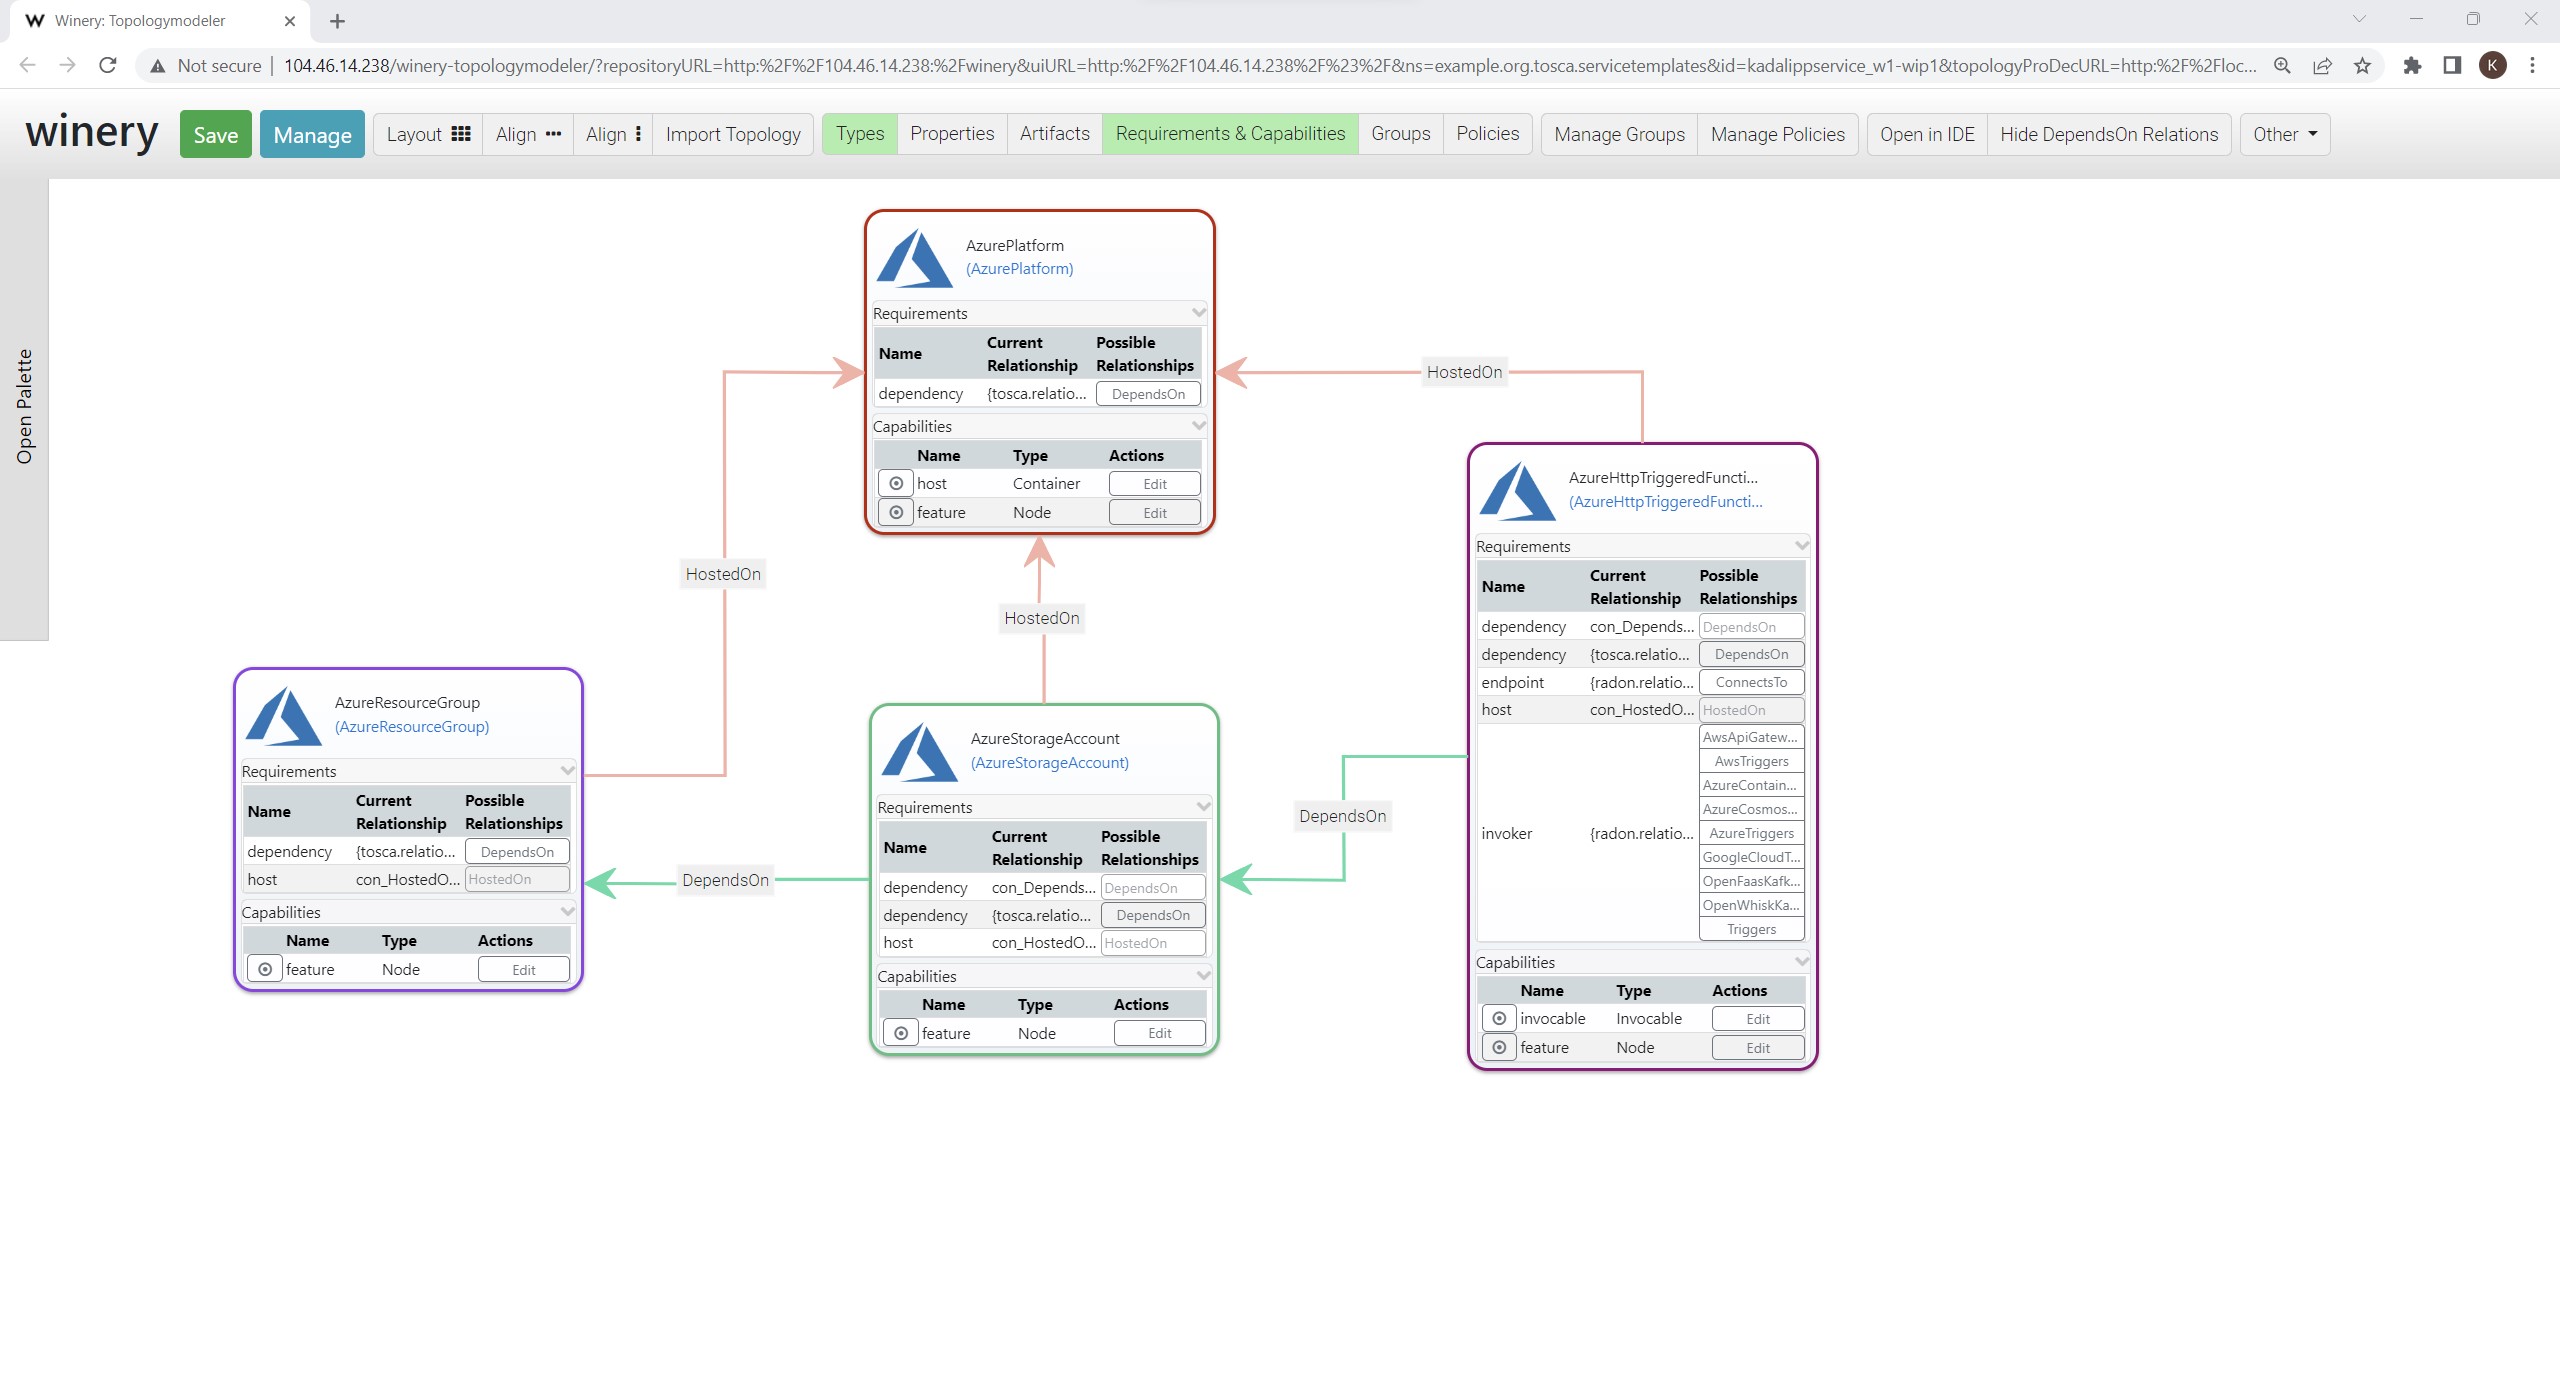 Winery: Topologymodeler
Not secure
104.46.14.238/winery-topologymodeler/?repositoryURL=http:%2F%2F104.46.14.238:%2Fwinery&uiURL=http:%2F%2F104.46.14.238%2F%23%2F&ns=example.org.tosca.servicetemplates&id=kadalippservice_w1-wip1&topologyProDecURL=http:%2F%2Floc...
K
winery Save Manage Layout Align Align Import Topology Types Properties Artifacts Requirements & Capabilities Groups Policies Manage Groups Manage Policies Open in IDE Hide DependsOn Relations Other
Open Palette
AzurePlatform
(AzurePlatform)
Requirements
Name Current Relationship Possible Relationships
dependency {tosca.relatio... DependsOn
Capabilities
Name Type Actions
host Container Edit
feature Node Edit
HostedOn
HostedOn
HostedOn
AzureHttpTriggeredFuncti...
(AzureHttpTriggeredFuncti...
Requirements
Name Current Relationship Possible Relationships
dependency con_Depends... DependsOn
dependency {tosca.relatio... DependsOn
endpoint {radon.relatio... ConnectsTo
host con_HostedO... HostedOn
invoker {radon.relatio...
AwsApiGatew...
AwsTriggers
AzureContain...
AzureCosmos...
AzureTriggers
GoogleCloudT...
OpenFaasKafk...
OpenWhiskKa...
Triggers
Capabilities
Name Type Actions
invocable Invocable Edit
feature Node Edit
AzureResourceGroup
(AzureResourceGroup)
Requirements
Name Current Relationship Possible Relationships
dependency {tosca.relatio... DependsOn
host con_HostedO... HostedOn
Capabilities
Name Type Actions
feature Node Edit
DependsOn
AzureStorageAccount
(AzureStorageAccount)
Requirements
Name Current Relationship Possible Relationships
dependency con_Depends... DependsOn
dependency {tosca.relatio... DependsOn
host con_HostedO... HostedOn
Capabilities
Name Type Actions
feature Node Edit
DependsOn